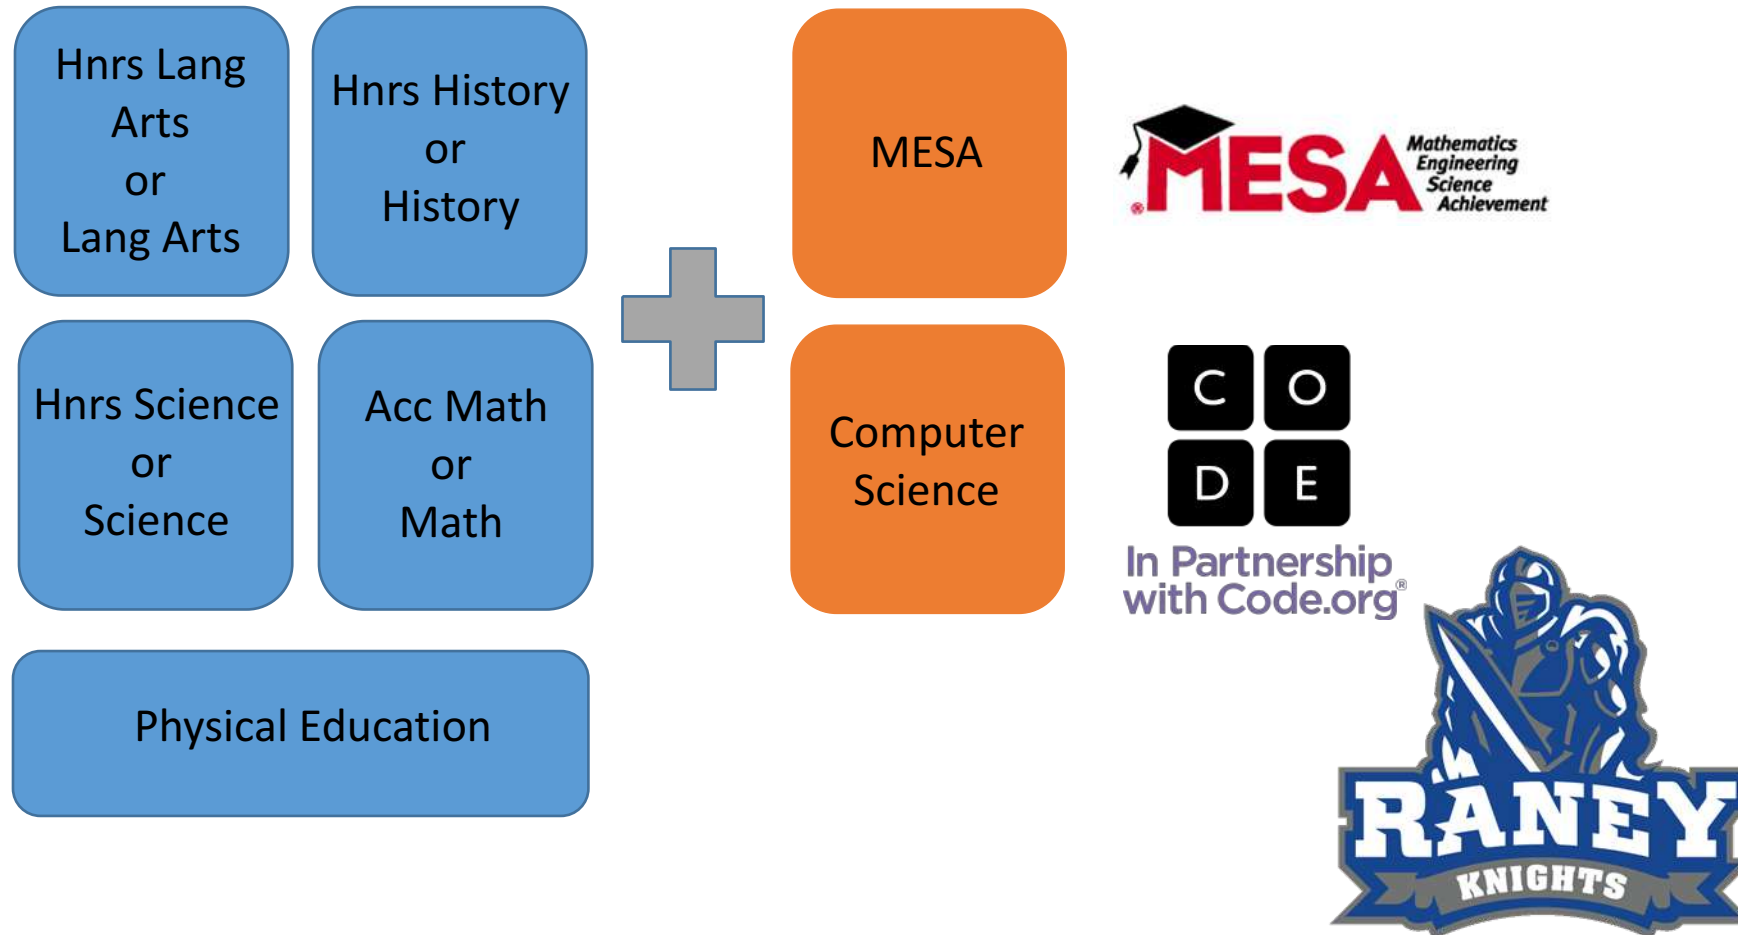 Hnrs Lang
Arts
or
Lang Arts
Hnrs History
or
History
MESA
MESA
®
Mathematics
Engineering
Science
Achievement
Hnrs Science
or
Science
Acc Math
or
Math
Computer
Science
C O
D E
In Partnership
with Code.org®
Physical Education
RANEY
KNIGHTS